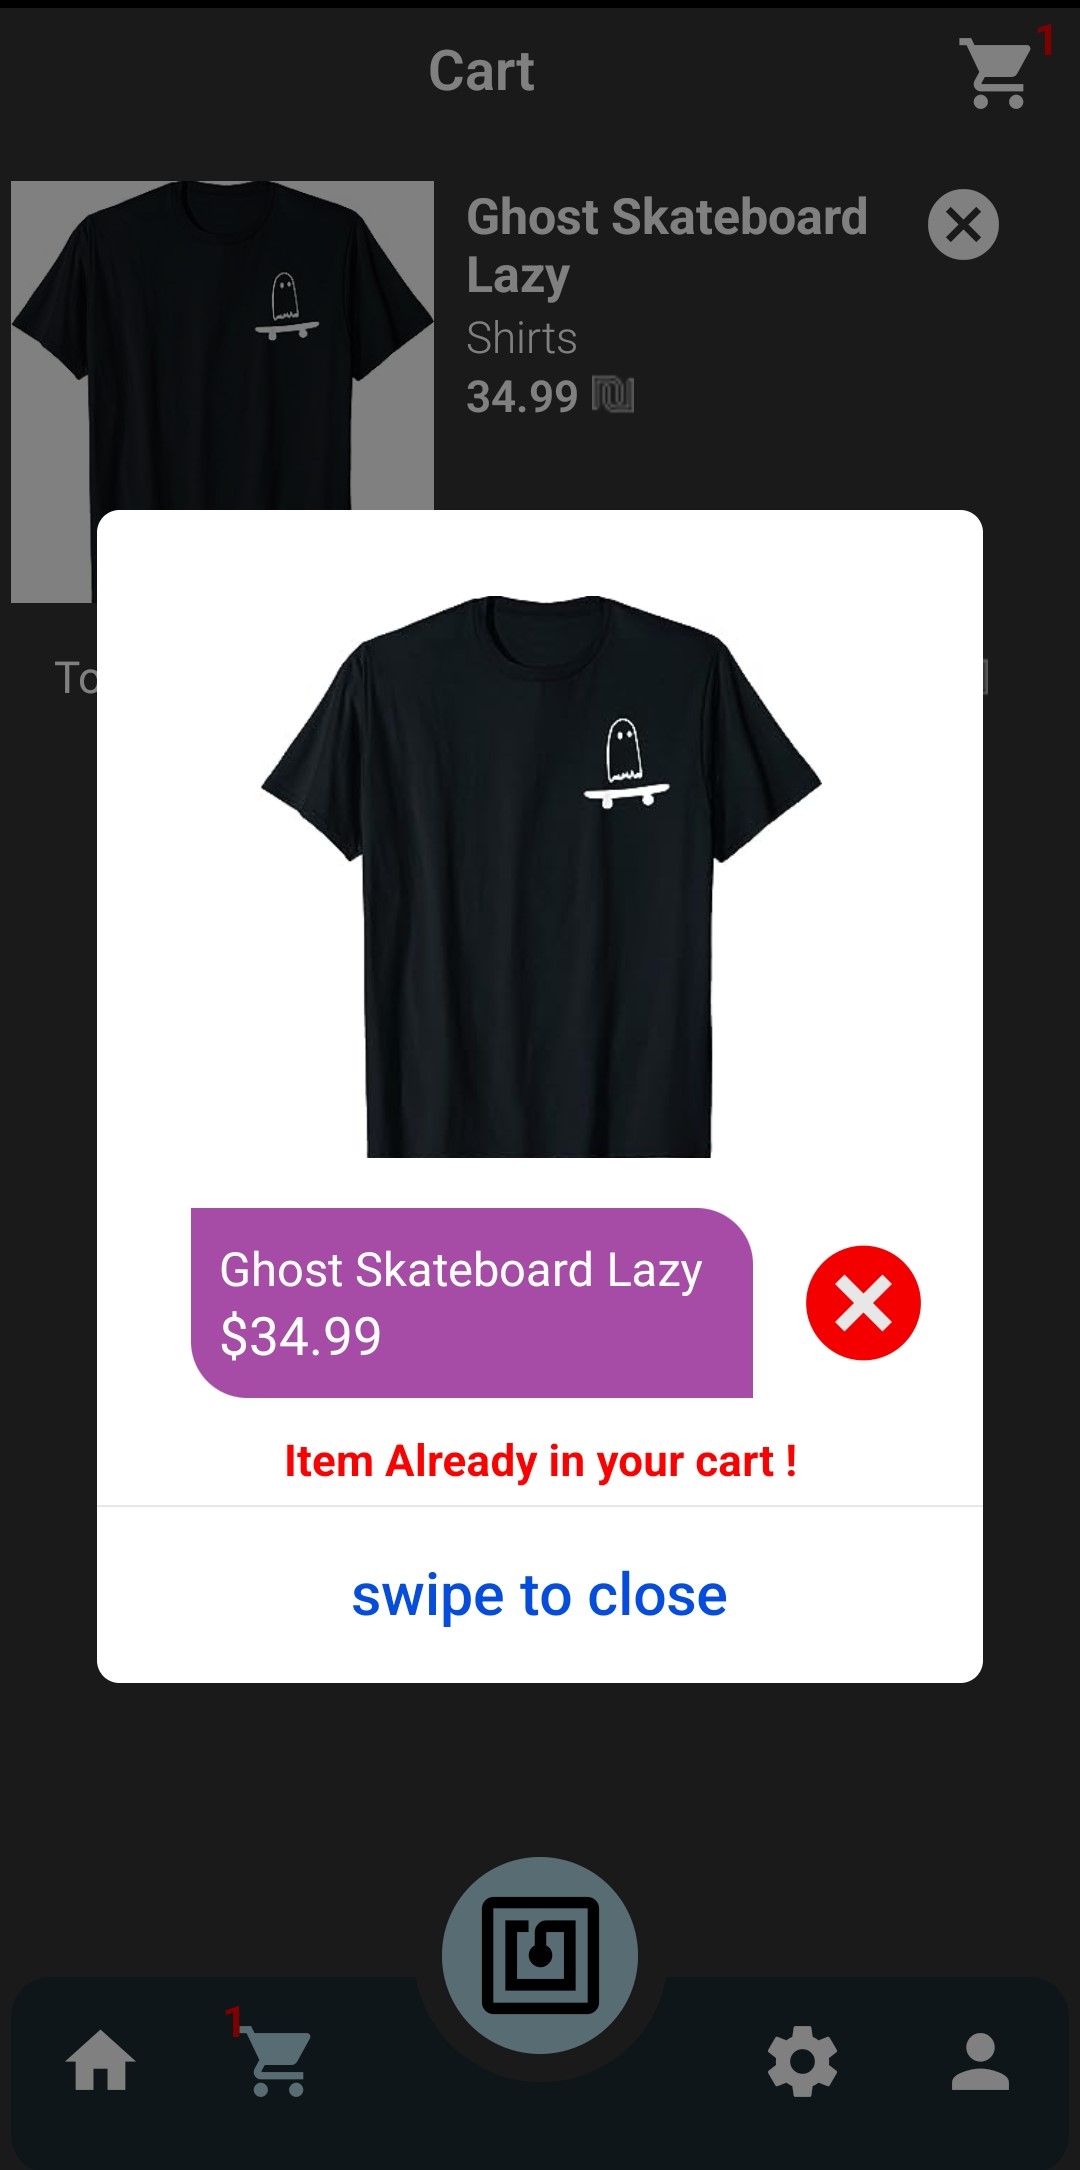 Cart
1
Ghost Skateboard
Lazy
Shirts
34.99 ₪
Ghost Skateboard Lazy
$34.99
Item Already in your cart !
swipe to close
1